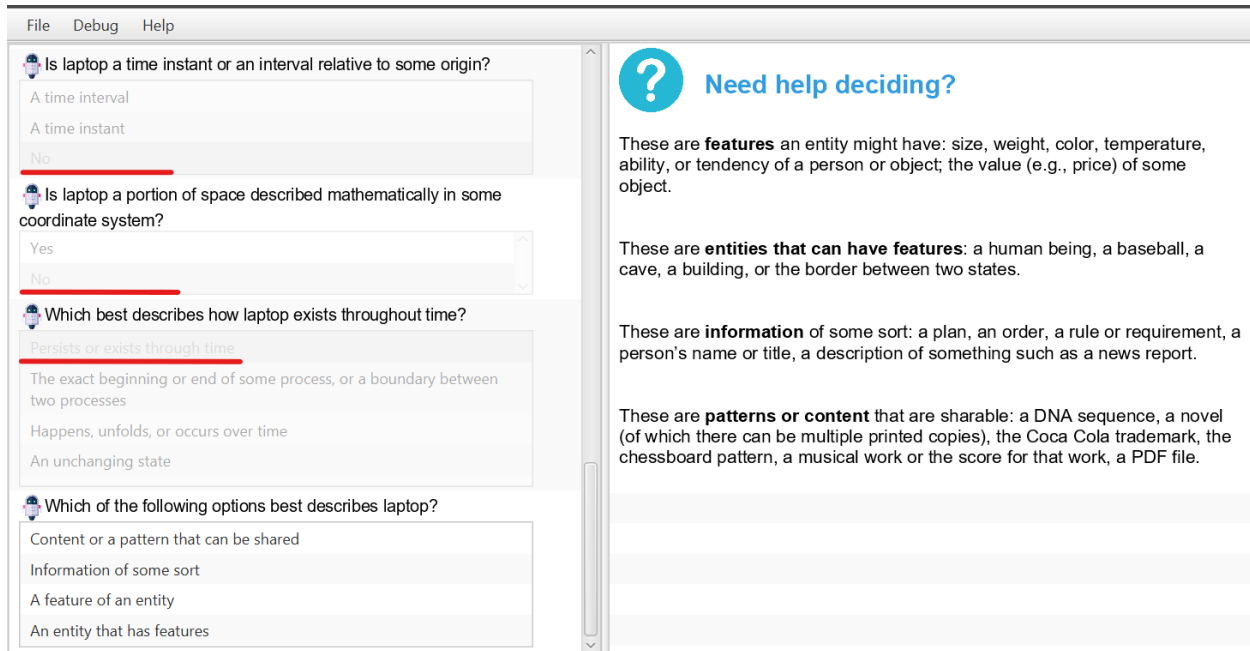 File Debug Help
Is laptop a time instant or an interval relative to some origin?
A time interval
A time instant
No
Is laptop a portion of space described mathematically in some
coordinate system?
Yes
No
Which best describes how laptop exists throughout time?
Persists or exists through time
The exact beginning or end of some process, or a boundary between
two processes
Happens, unfolds, or occurs over time
An unchanging state
Which of the following options best describes laptop?
Content or a pattern that can be shared
Information of some sort
A feature of an entity
An entity that has features
?
Need help deciding?
These are features an entity might have: size, weight, color, temperature,
ability, or tendency of a person or object; the value (e.g., price) of some
object.
These are entities that can have features: a human being, a baseball, a
cave, a building, or the border between two states.
These are information of some sort: a plan, an order, a rule or requirement, a
person's name or title, a description of something such as a news report.
These are patterns or content that are sharable: a DNA sequence, a novel
(of which there can be multiple printed copies), the Coca Cola trademark, the
chessboard pattern, a musical work or the score for that work, a PDF file.